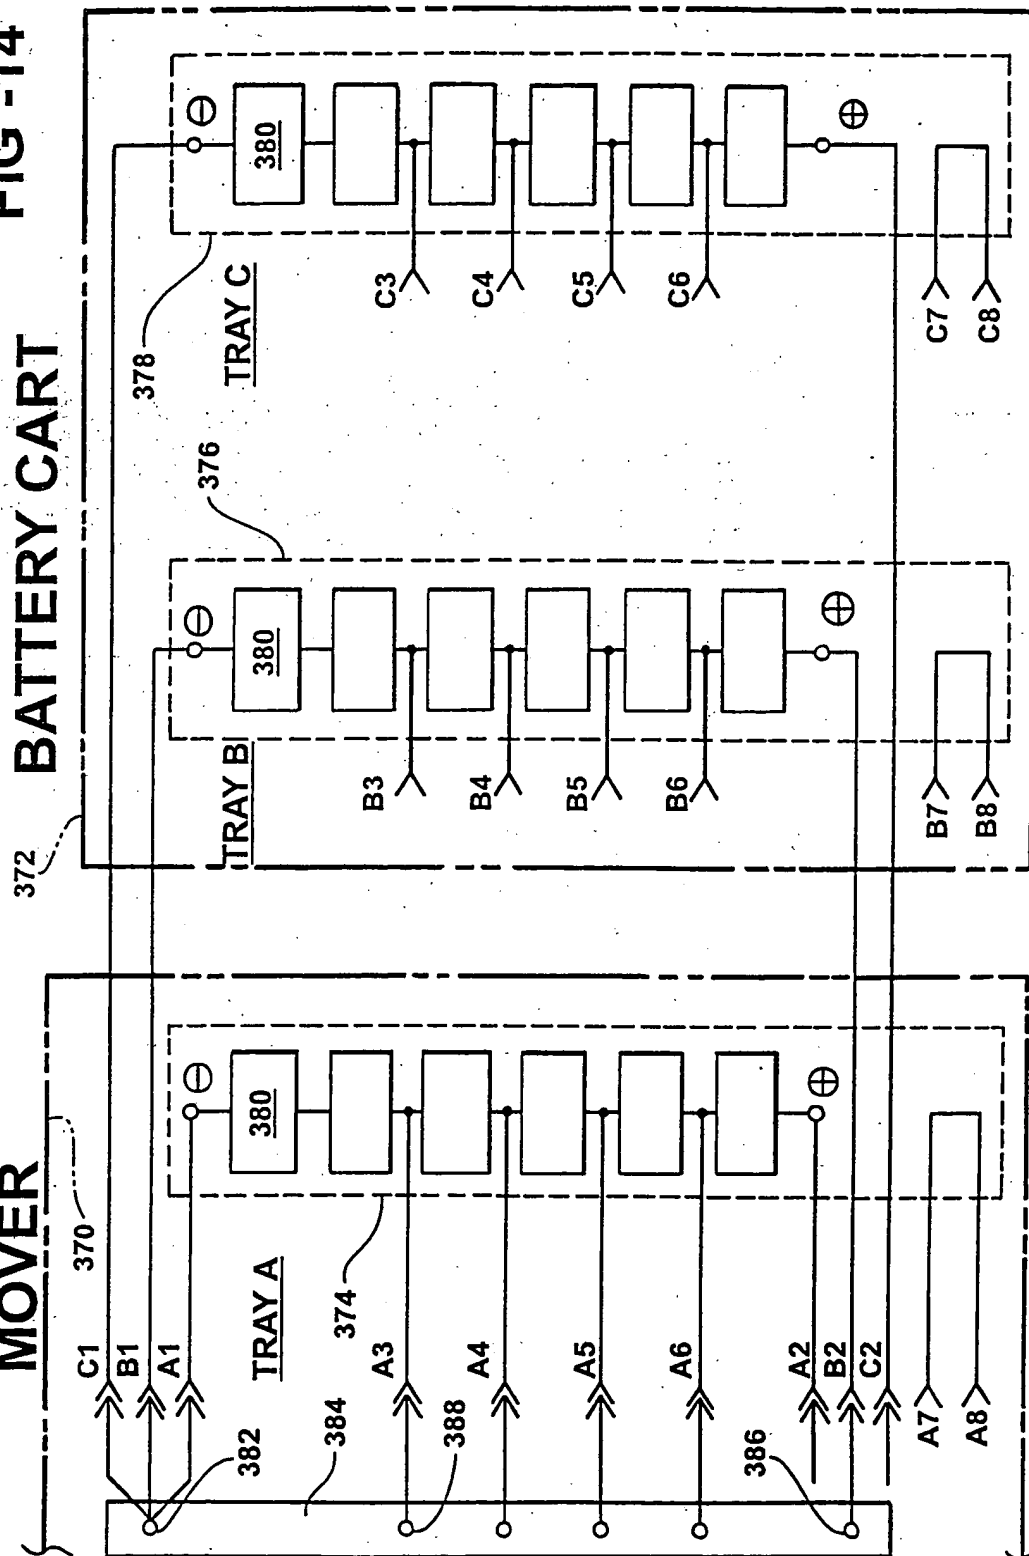 FIG -14
BATTERY CART
MOVER
372
370
378
376
374
TRAY C
TRAY B
TRAY A
⊖
380
⊕
C3
C4
C5
C6
C7
C8
⊖
380
⊕
B3
B4
B5
B6
B7
B8
⊖
380
⊕
C1
B1
A1
A3
A4
A5
A6
A2
B2
C2
A7
A8
382
384
388
386